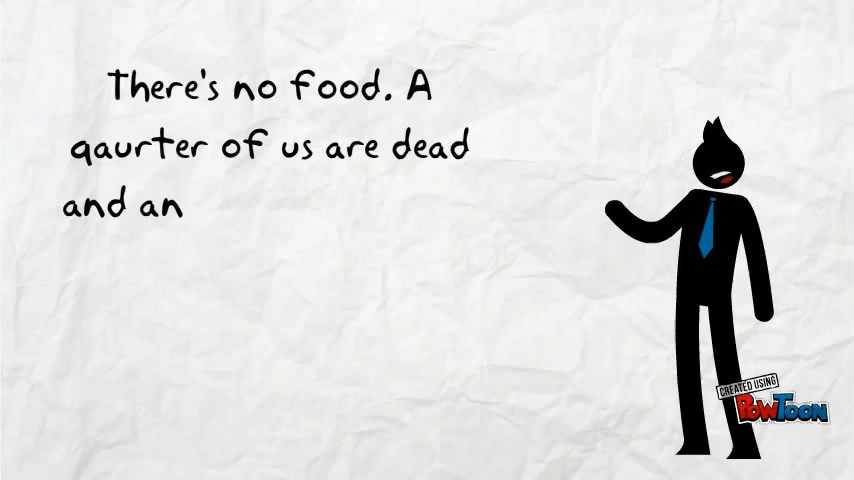 There's no food. A
qaurter of us are dead
and an
CREATED USING
POWTOON